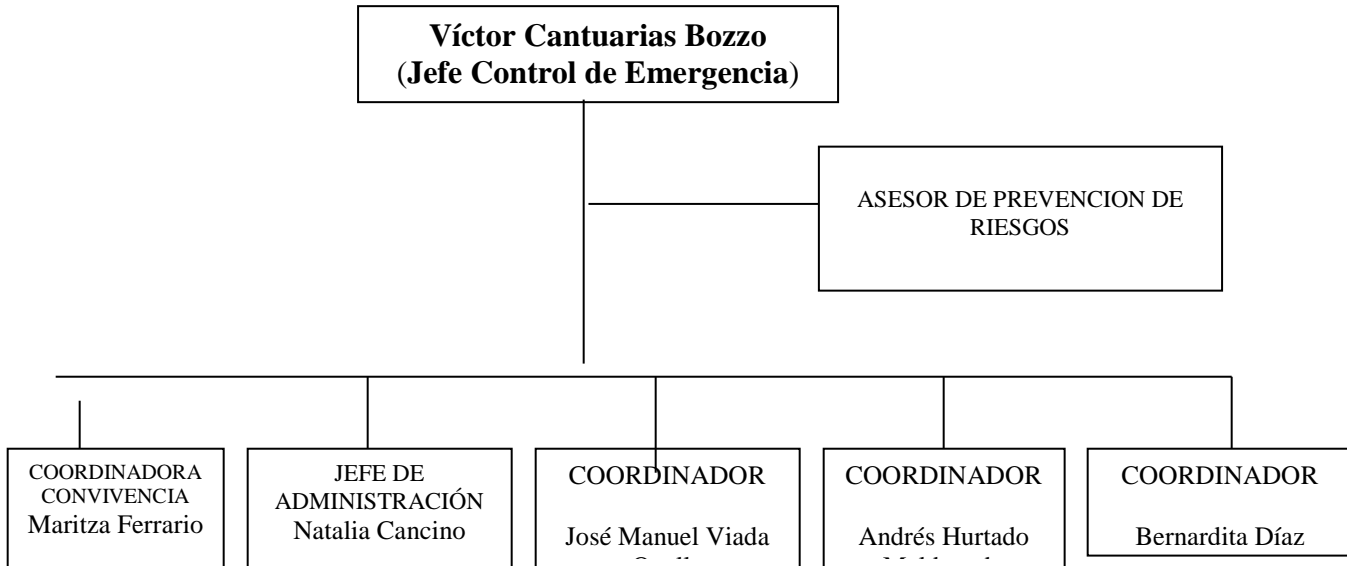 Víctor Cantuarias Bozzo
(Jefe Control de Emergencia)
ASESOR DE PREVENCION DE
RIESGOS
COORDINADORA
CONVIVENCIA
Maritza Ferrario
JEFE DE
ADMINISTRACIÓN
Natalia Cancino
COORDINADOR
José Manuel Viada
COORDINADOR
Andrés Hurtado
COORDINADOR
Bernardita Díaz